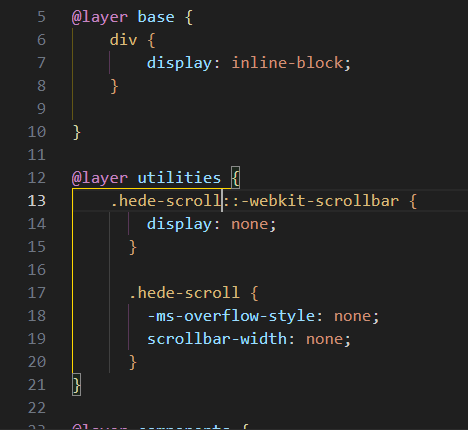 5 @layer base {
6 div {
7 display: inline-block;
8 }
9
10 }
11
12 @layer utilities {
13 .hede-scroll::-webkit-scrollbar {
14 display: none;
15 }
16
17 .hede-scroll {
18 -ms-overflow-style: none;
19 scrollbar-width: none;
20 }
21 }
22
23 @layer components {